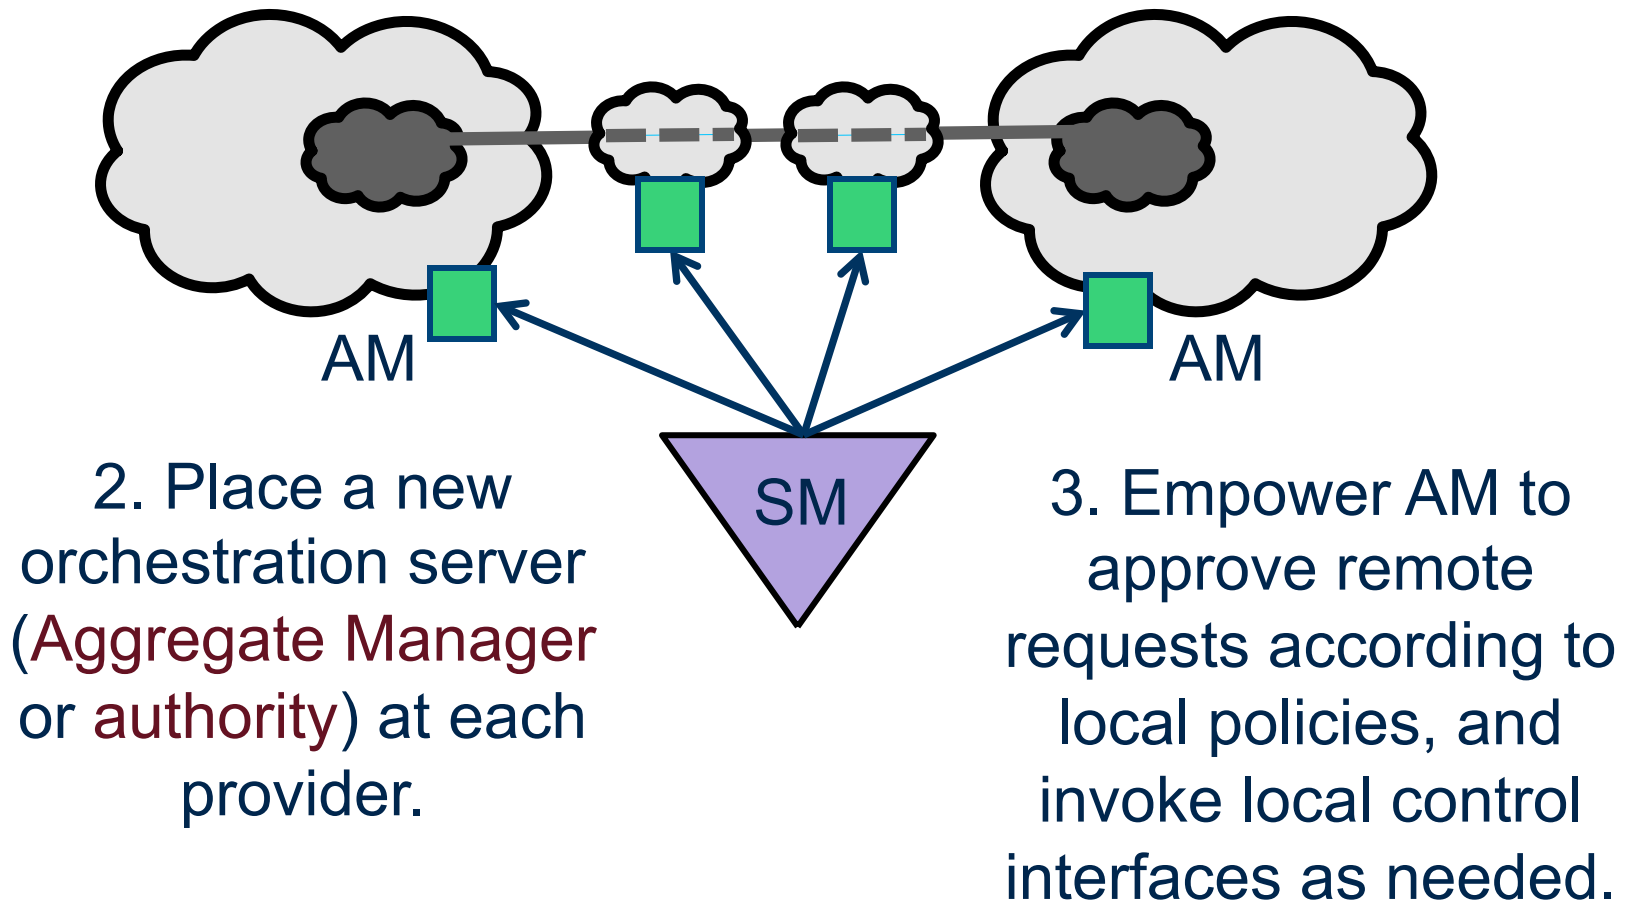 AM
AM
SM
2. Place a new
orchestration server
(Aggregate Manager
or authority) at each
provider.
3. Empower AM to
approve remote
requests according to
local policies, and
invoke local control
interfaces as needed.